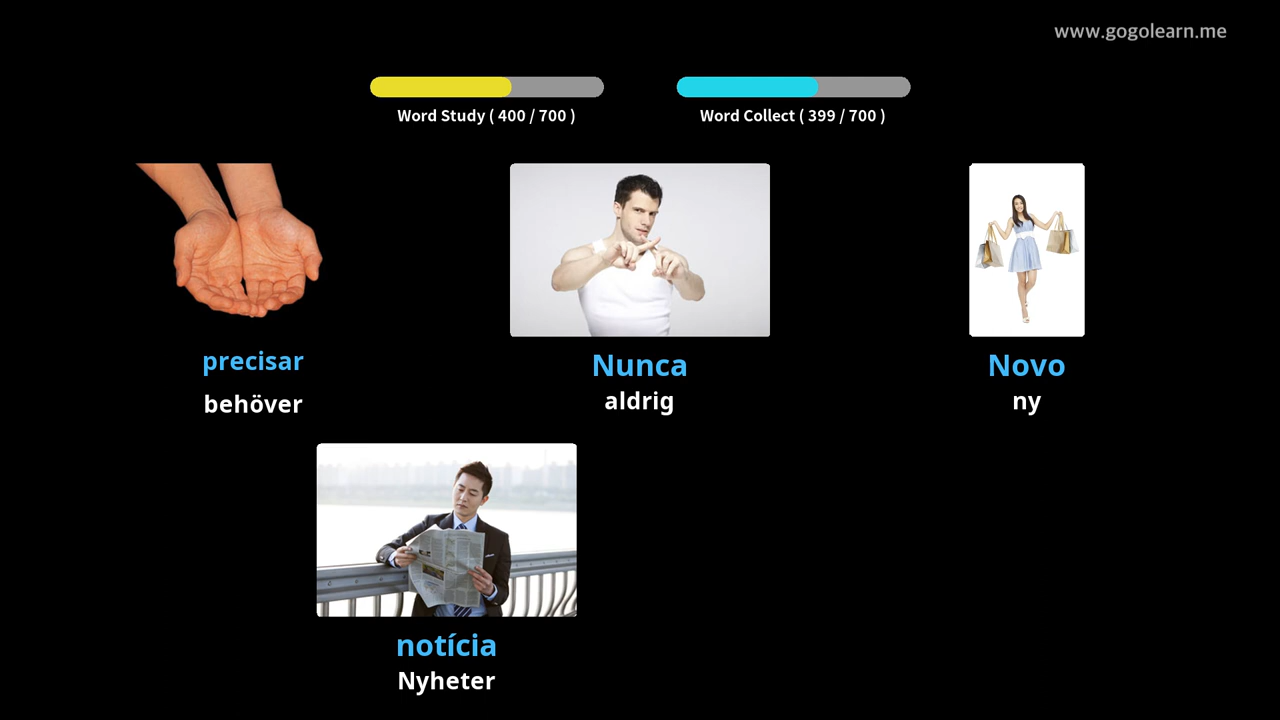 www.gogolearn.me
Word Study ( 400 / 700 )
Word Collect ( 399 / 700 )
precisar
behöver
Nunca
aldrig
Novo
ny
notícia
Nyheter